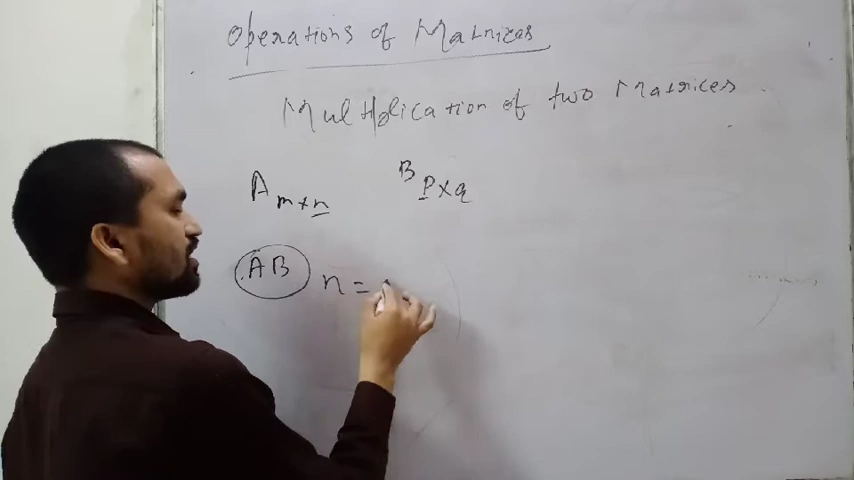 Operations of Matrices
Multiplication of two Matrices
A m×n B p×q
AB n =